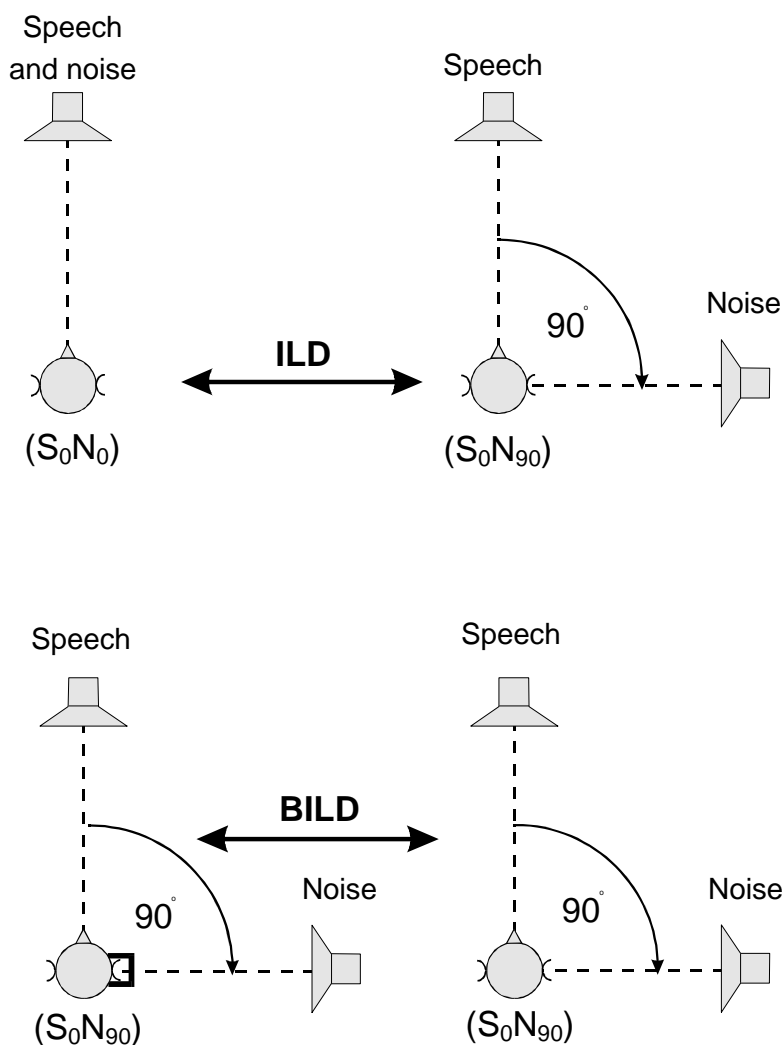 Speech
and noise
Speech
90°
Noise
ILD
(S₀N₀)
(S₀N₉₀)
Speech
Speech
BILD
90°
Noise
90°
Noise
(S₀N₉₀)
(S₀N₉₀)